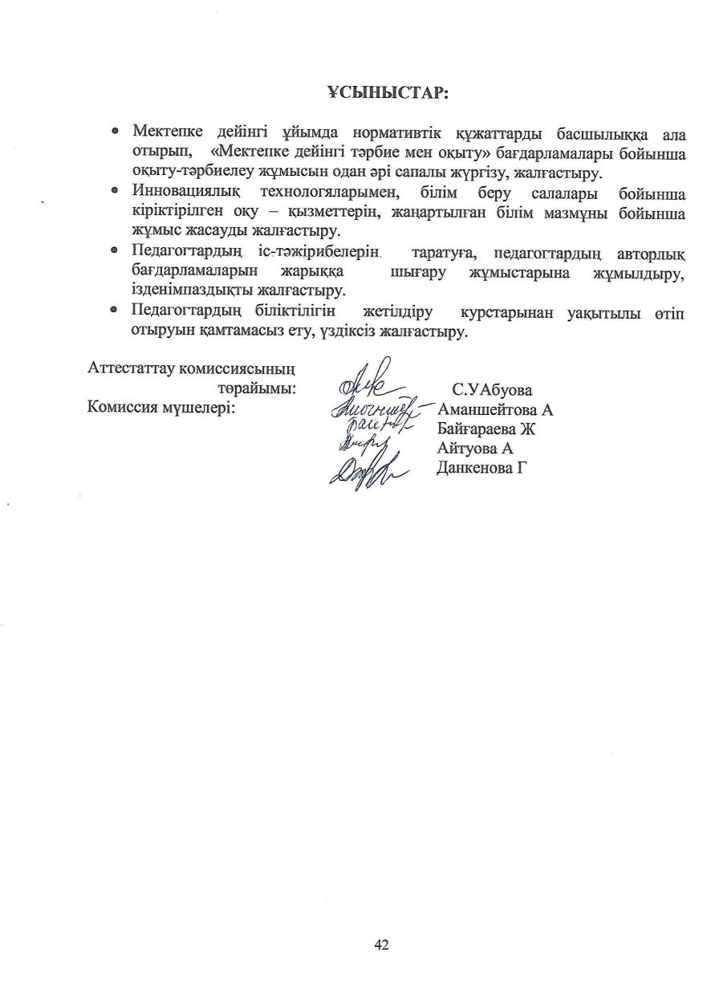 ҰСЫНЫСТАР:
• Мектепке дейінгі ұйымда нормативтік құжаттарды басшылыққа ала
отырып, «Мектепке дейінгі тәрбие мен оқыту» бағдарламалары бойынша
оқыту-тәрбиелеу жұмысын одан әрі сапалы жүргізу, жалғастыру.
• Инновациялық технологяларымен, білім беру салалары бойынша
кіріктірілген оқу – қызметтерін, жаңартылған білім мазмұны бойынша
жұмыс жасауды жалғастыру.
• Педагогтардың іс-тәжірибелерін таратуға, педагогтардың авторлық
бағдарламаларын жарыққа шығару жұмыстарына жұмылдыру,
ізденімпаздықты жалғастыру.
• Педагогтардың біліктілігін жетілдіру курстарынан уақытылы өтіп
отыруын қамтамасыз ету, үздіксіз жалғастыру.
Аттестаттау комиссиясының
төрайымы: С.УАбуова
Комиссия мүшелері: Аманшейтова А
Байғараева Ж
Айтуова А
Данкенова Г
42